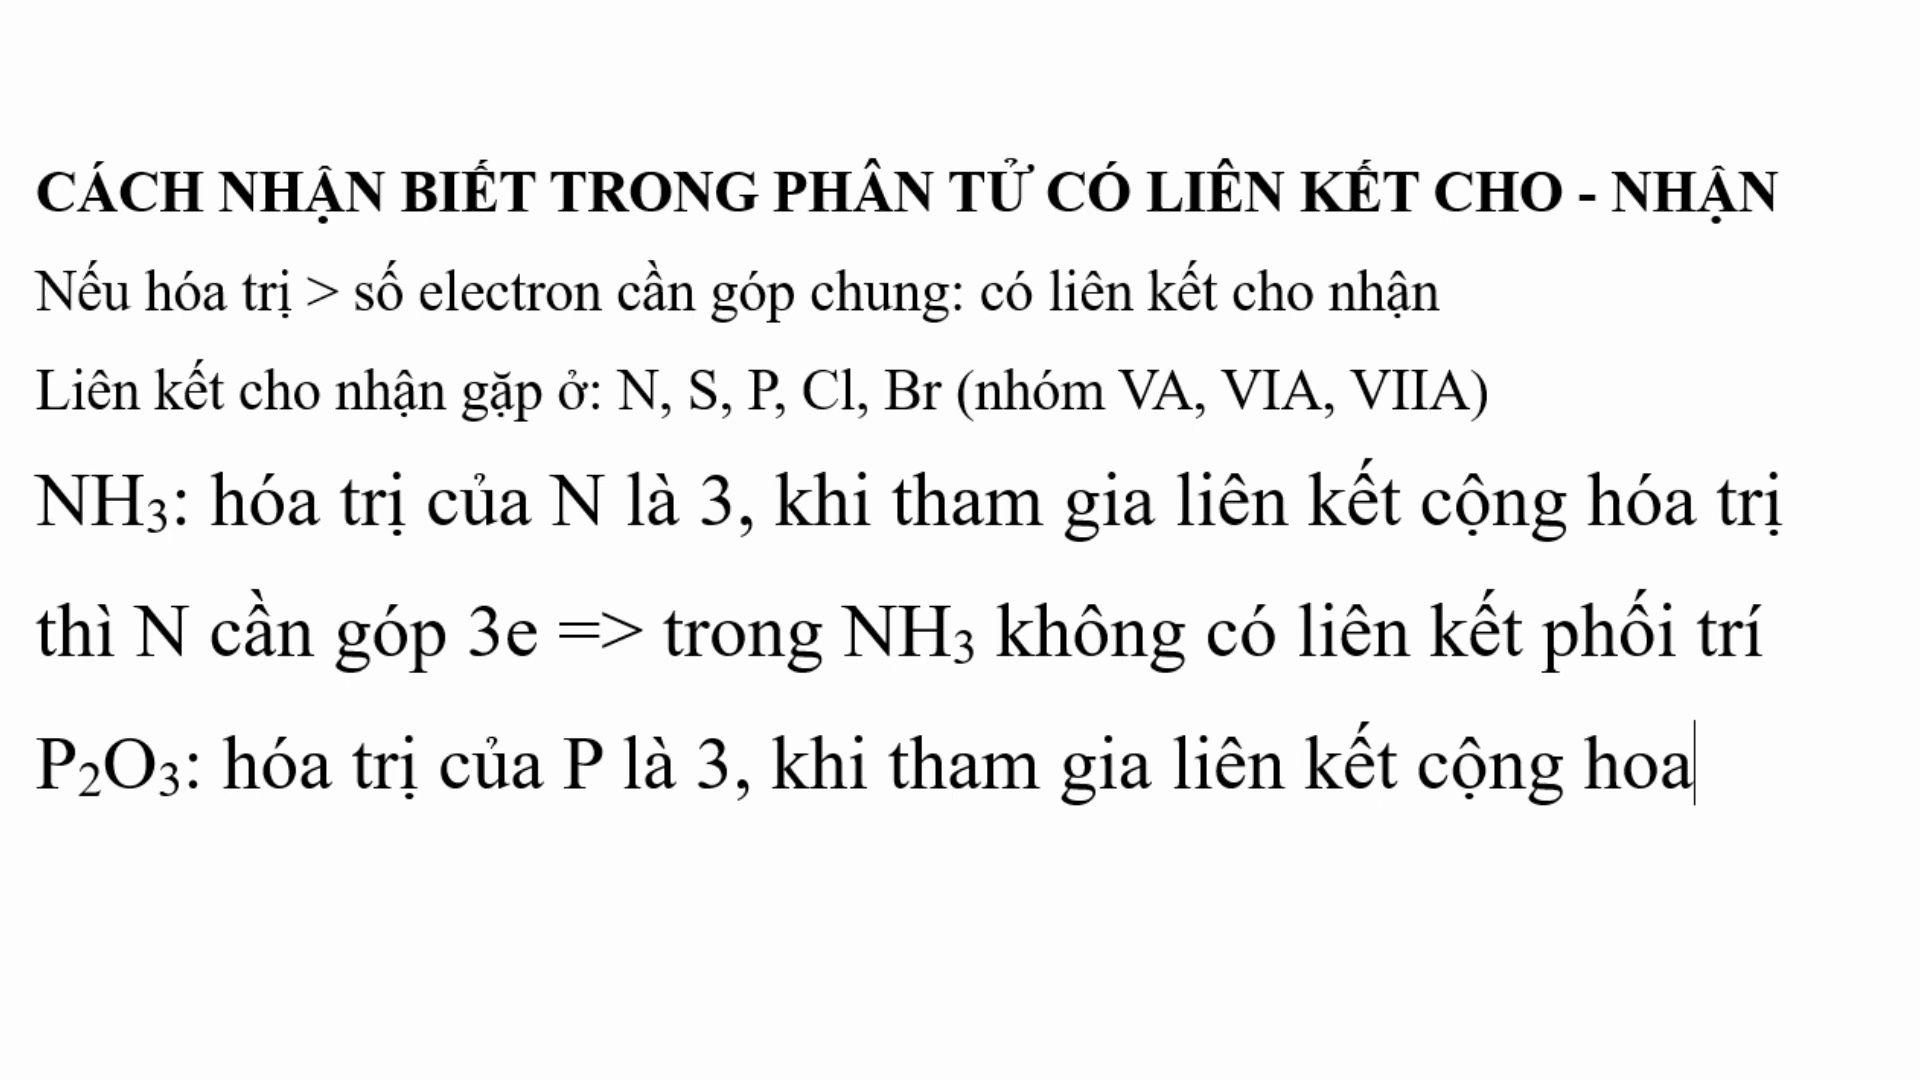 CÁCH NHẬN BIẾT TRONG PHÂN TỬ CÓ LIÊN KẾT CHO - NHẬN
Nếu hóa trị > số electron cần góp chung: có liên kết cho nhận
Liên kết cho nhận gặp ở: N, S, P, Cl, Br (nhóm VA, VIA, VIIA)
NH₃: hóa trị của N là 3, khi tham gia liên kết cộng hóa trị
thì N cần góp 3e => trong NH₃ không có liên kết phối trí
P₂O₃: hóa trị của P là 3, khi tham gia liên kết cộng hoa